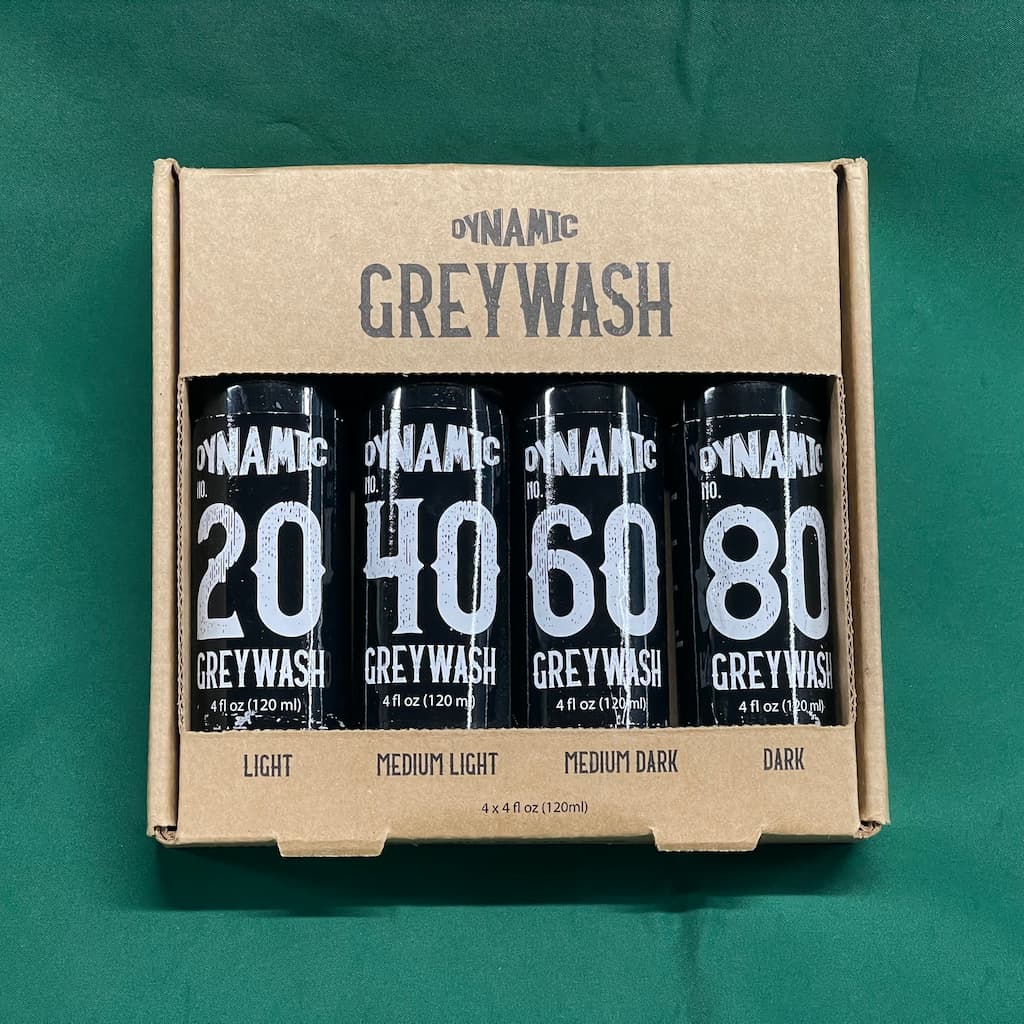 DYNAMIC
GREYWASH
DYNAMIC
NO.
20
GREYWASH
4 fl oz (120 ml)
DYNAMIC
NO.
40
GREYWASH
4 fl oz (120 ml)
DYNAMIC
NO.
60
GREYWASH
4 fl oz (120 ml)
DYNAMIC
NO.
80
GREYWASH
4 fl oz (120 ml)
LIGHT
MEDIUM LIGHT
MEDIUM DARK
DARK
4 x 4 fl oz (120ml)